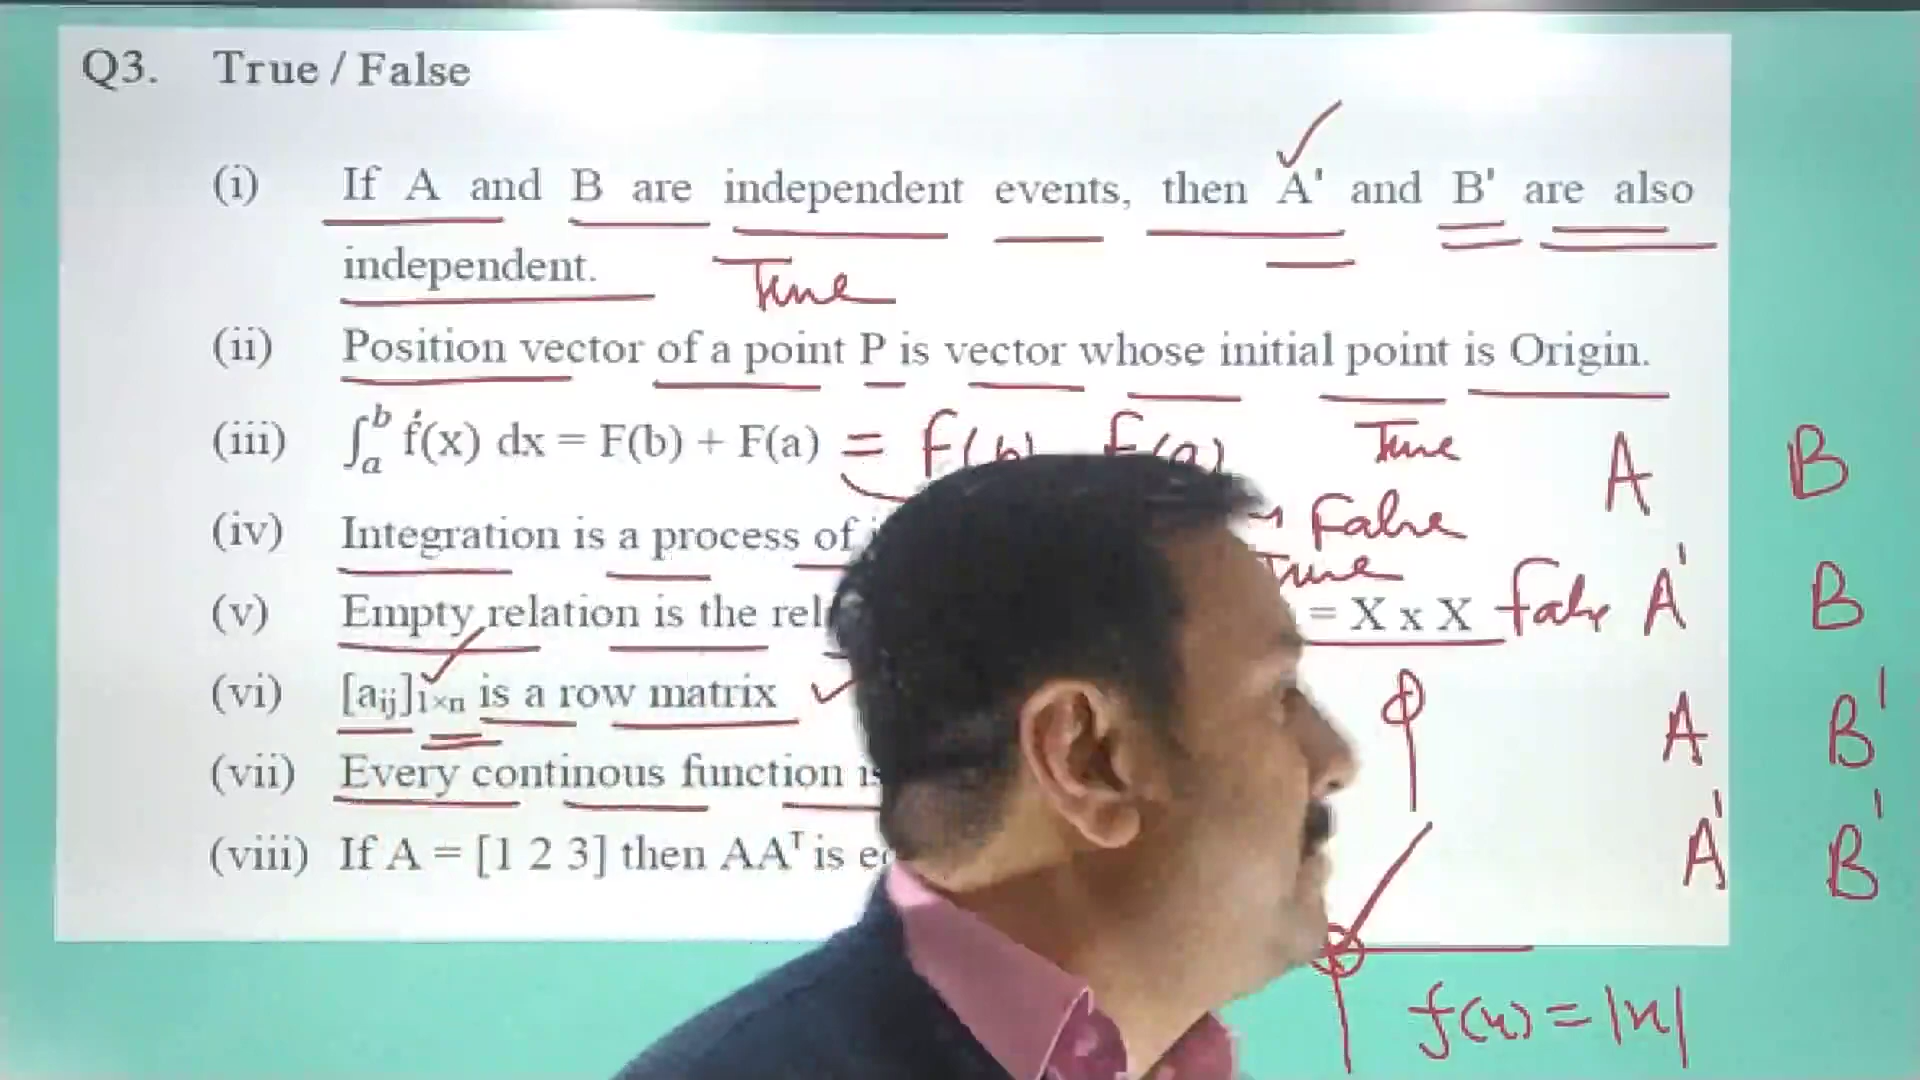 Q3. True / False
(i) If A and B are independent events, then A' and B' are also
independent. True
(ii) Position vector of a point P is vector whose initial point is Origin.
True
(iii) ∫ₐᵇ f(x) dx = F(b) + F(a) = F(b) F(a)
A B
False
(iv) Integration is a process of
True
(v) Empty relation is the = X x X False
A' B
(vi) [aᵢⱼ]₁ₓₙ is a row matrix
φ
A B'
(vii) Every continous function
(viii) If A = [1 2 3] then AAᵀ is
A' B'
f(x) = |x|